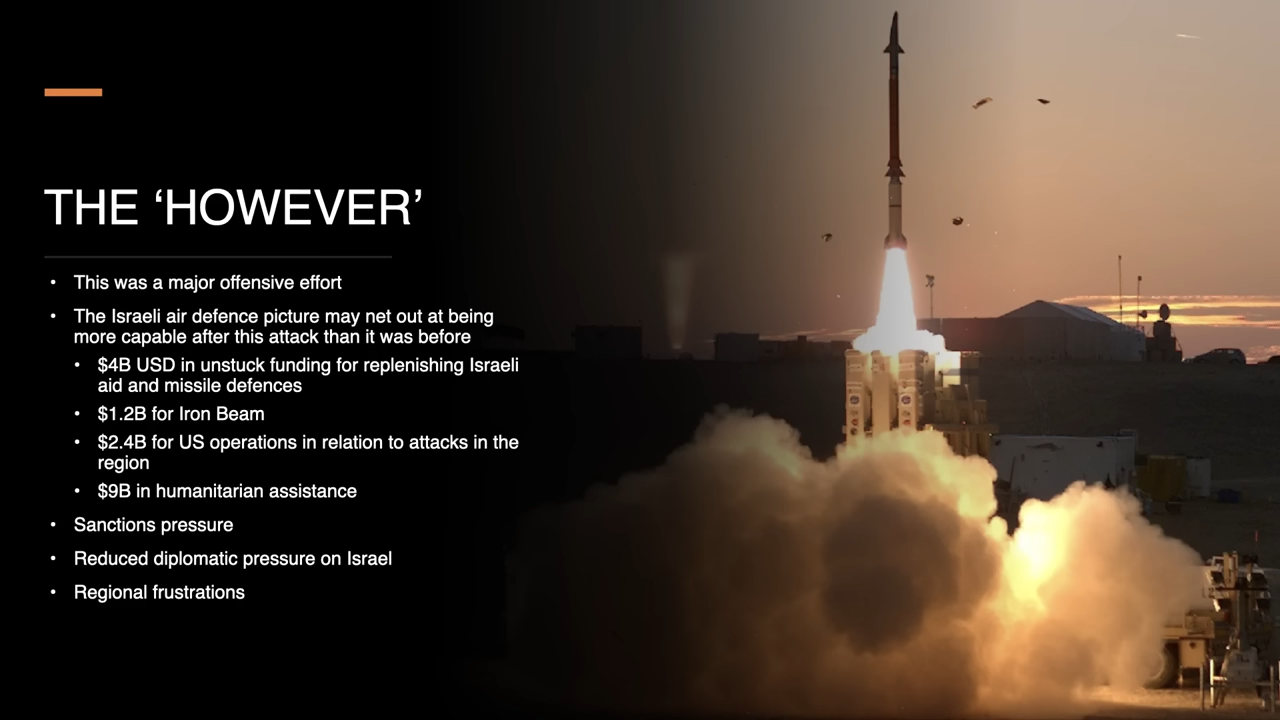 THE ‘HOWEVER’
• This was a major offensive effort
• The Israeli air defence picture may net out at being
more capable after this attack than it was before
• $4B USD in unstuck funding for replenishing Israeli
aid and missile defences
• $1.2B for Iron Beam
• $2.4B for US operations in relation to attacks in the
region
• $9B in humanitarian assistance
• Sanctions pressure
• Reduced diplomatic pressure on Israel
• Regional frustrations